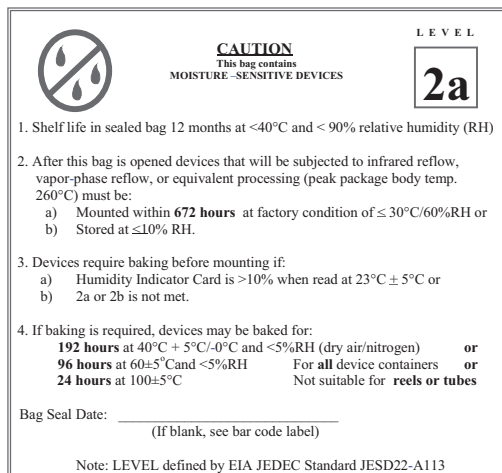 L E V E L
CAUTION
This bag contains
MOISTURE –SENSITIVE DEVICES
2a
1. Shelf life in sealed bag 12 months at <40°C and < 90% relative humidity (RH)
2. After this bag is opened devices that will be subjected to infrared reflow,
vapor-phase reflow, or equivalent processing (peak package body temp.
260°C) must be:
a) Mounted within 672 hours at factory condition of ≤ 30°C/60%RH or
b) Stored at ≤10% RH.
3. Devices require baking before mounting if:
a) Humidity Indicator Card is >10% when read at 23°C ± 5°C or
b) 2a or 2b is not met.
4. If baking is required, devices may be baked for:
192 hours at 40°C + 5°C/-0°C and <5%RH (dry air/nitrogen) or
96 hours at 60±5°Cand <5%RH For all device containers or
24 hours at 100±5°C Not suitable for reels or tubes
Bag Seal Date: ______________________________
(If blank, see bar code label)
Note: LEVEL defined by EIA JEDEC Standard JESD22-A113